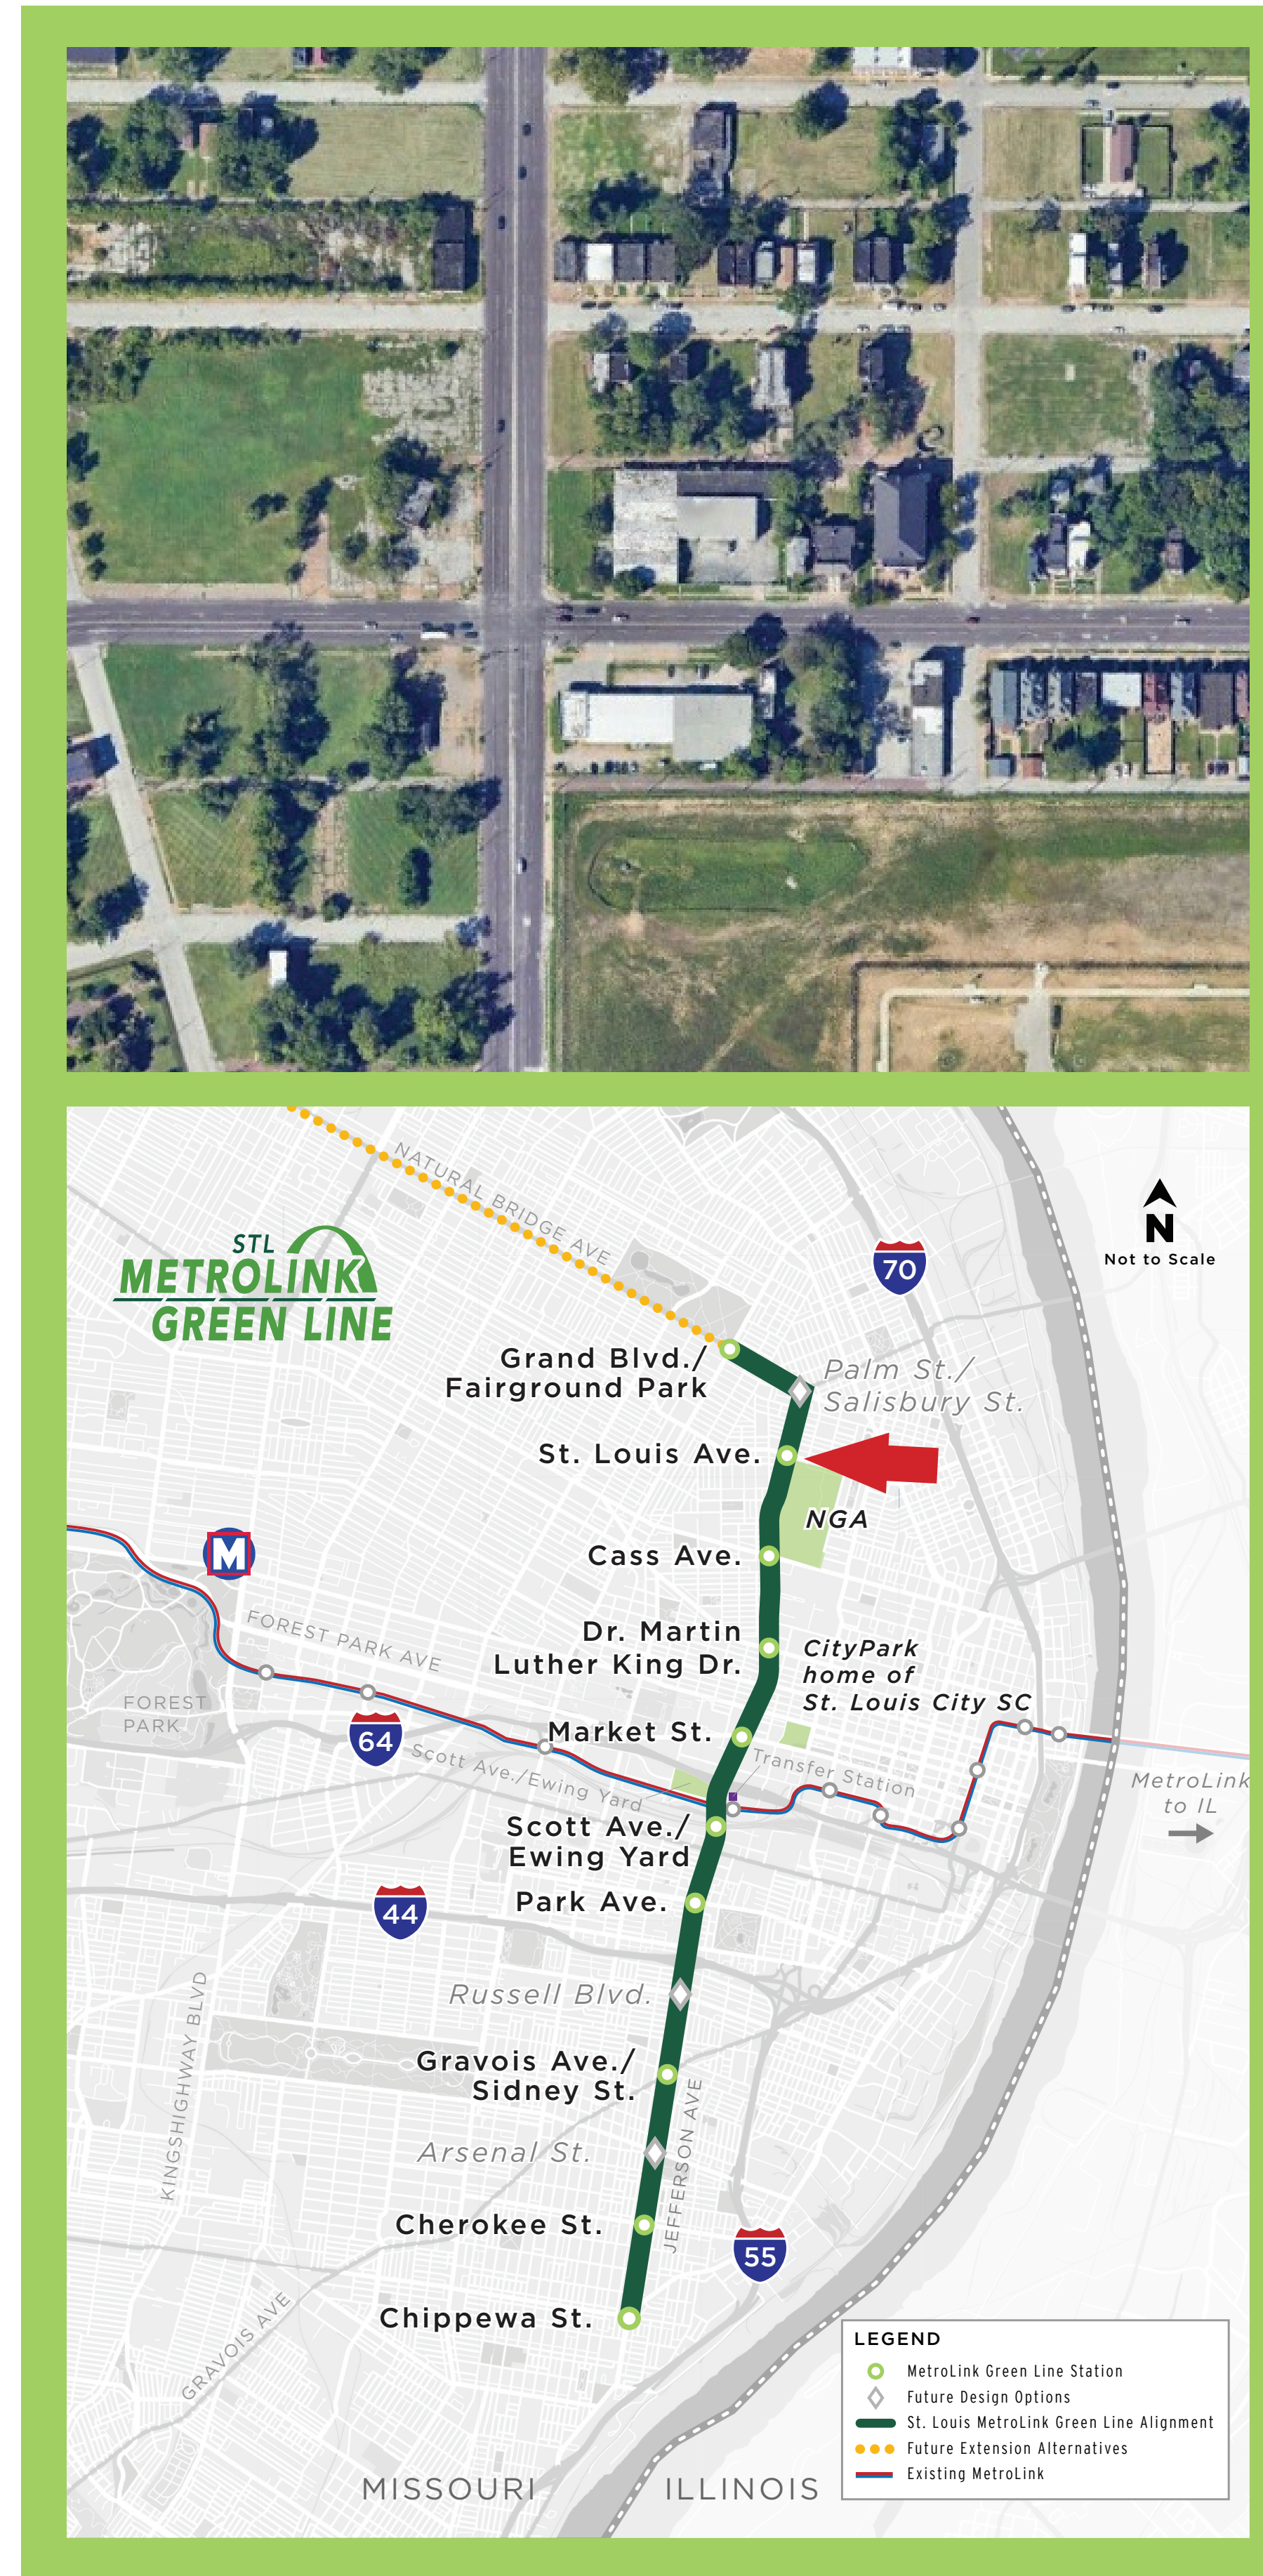 NATURAL BRIDGE AVE
STL
METROLINK
GREEN LINE
70
N
Not to Scale
Grand Blvd./
Fairground Park
Palm St./
Salisbury St.
St. Louis Ave.
NGA
Cass Ave.
M
FOREST PARK AVE
Dr. Martin
Luther King Dr.
CityPark
home of
St. Louis City SC
FOREST
PARK
64
Market St.
Scott Ave./Ewing Yard
Transfer Station
MetroLink
to IL
Scott Ave./
Ewing Yard
Park Ave.
44
Russell Blvd.
KINGSHIGHWAY BLVD
Gravois Ave./
Sidney St.
Arsenal St.
JEFFERSON AVE
Cherokee St.
55
Chippewa St.
GRAVOIS AVE
LEGEND
MetroLink Green Line Station
Future Design Options
St. Louis MetroLink Green Line Alignment
Future Extension Alternatives
Existing MetroLink
MISSOURI
ILLINOIS